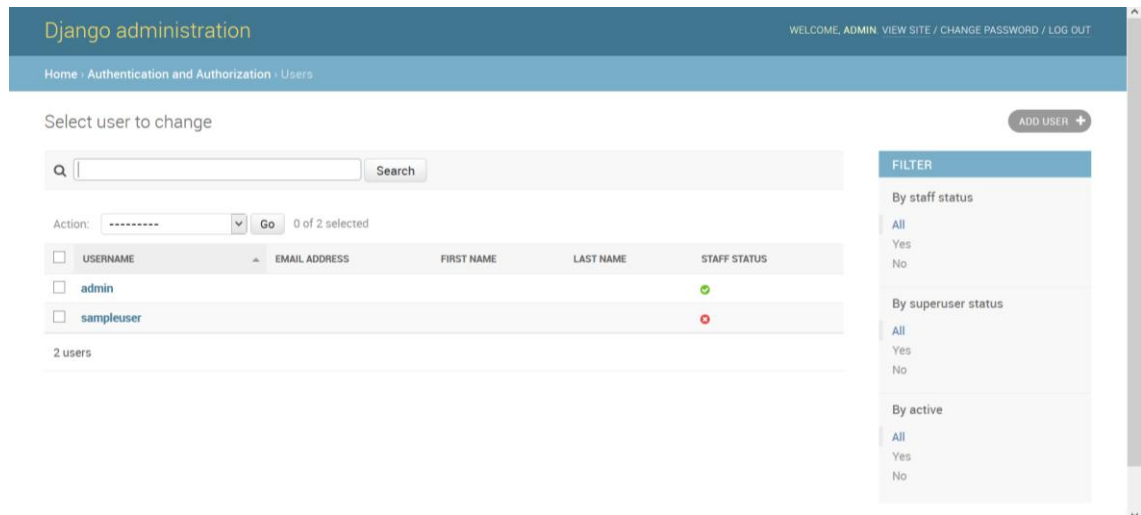 Django administration
WELCOME, ADMIN. VIEW SITE / CHANGE PASSWORD / LOG OUT
Home › Authentication and Authorization › Users
Select user to change
ADD USER +
Search
Action: --------- Go 0 of 2 selected
USERNAME EMAIL ADDRESS FIRST NAME LAST NAME STAFF STATUS
admin
sampleuser
2 users
FILTER
By staff status
All
Yes
No
By superuser status
All
Yes
No
By active
All
Yes
No